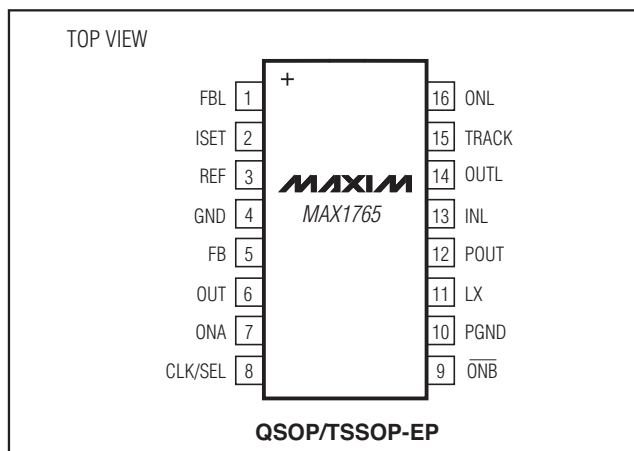 TOP VIEW
+
FBL 1 16 ONL
ISET 2 15 TRACK
REF 3 14 OUTL
MAXIM
GND 4 13 INL
MAX1765
FB 5 12 POUT
OUT 6 11 LX
ONA 7 10 PGND
CLK/SEL 8 9 O̅N̅B̅
QSOP/TSSOP-EP